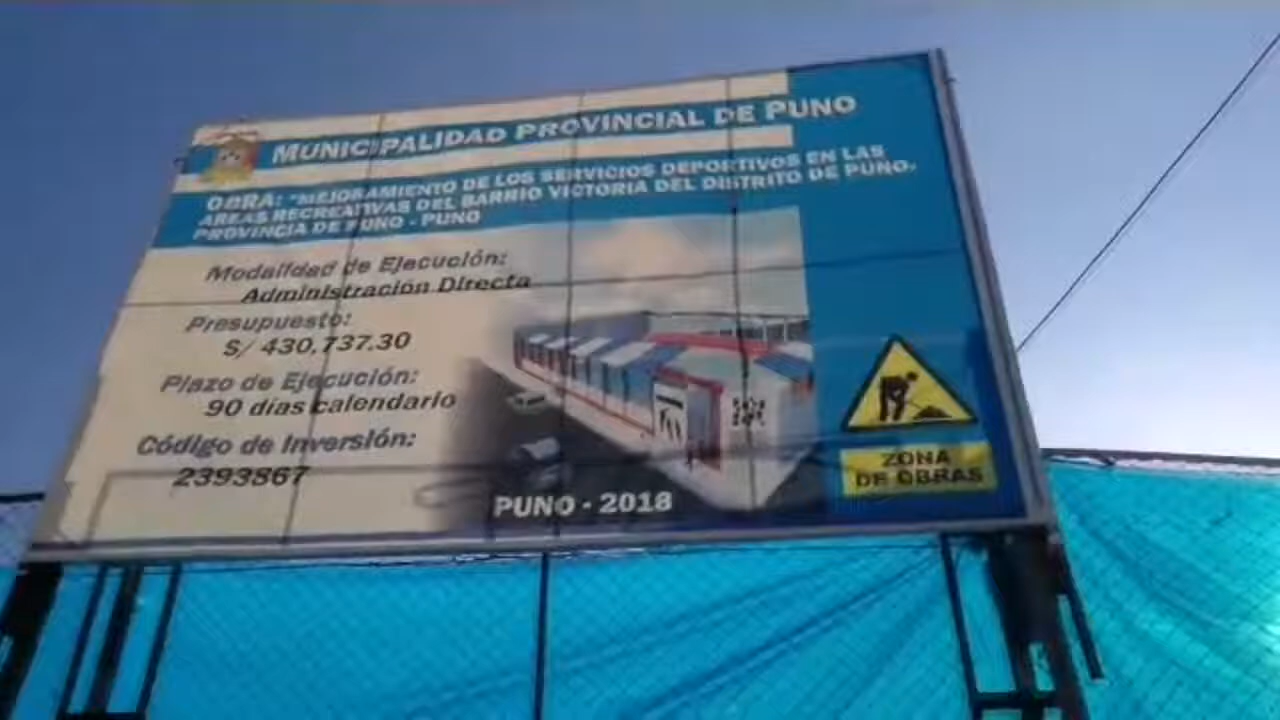 MUNICIPALIDAD PROVINCIAL DE PUNO
OBRA: "MEJORAMIENTO DE LOS SERVICIOS DEPORTIVOS EN LAS
AREAS RECREATIVAS DEL BARRIO VICTORIA DEL DISTRITO DE PUNO,
PROVINCIA DE PUNO - PUNO
Modalidad de Ejecución:
Administración Directa
Presupuesto:
S/ 430,737.30
Plazo de Ejecución:
90 días calendario
Código de Inversión:
2393867
PUNO - 2018
ZONA
DE OBRAS